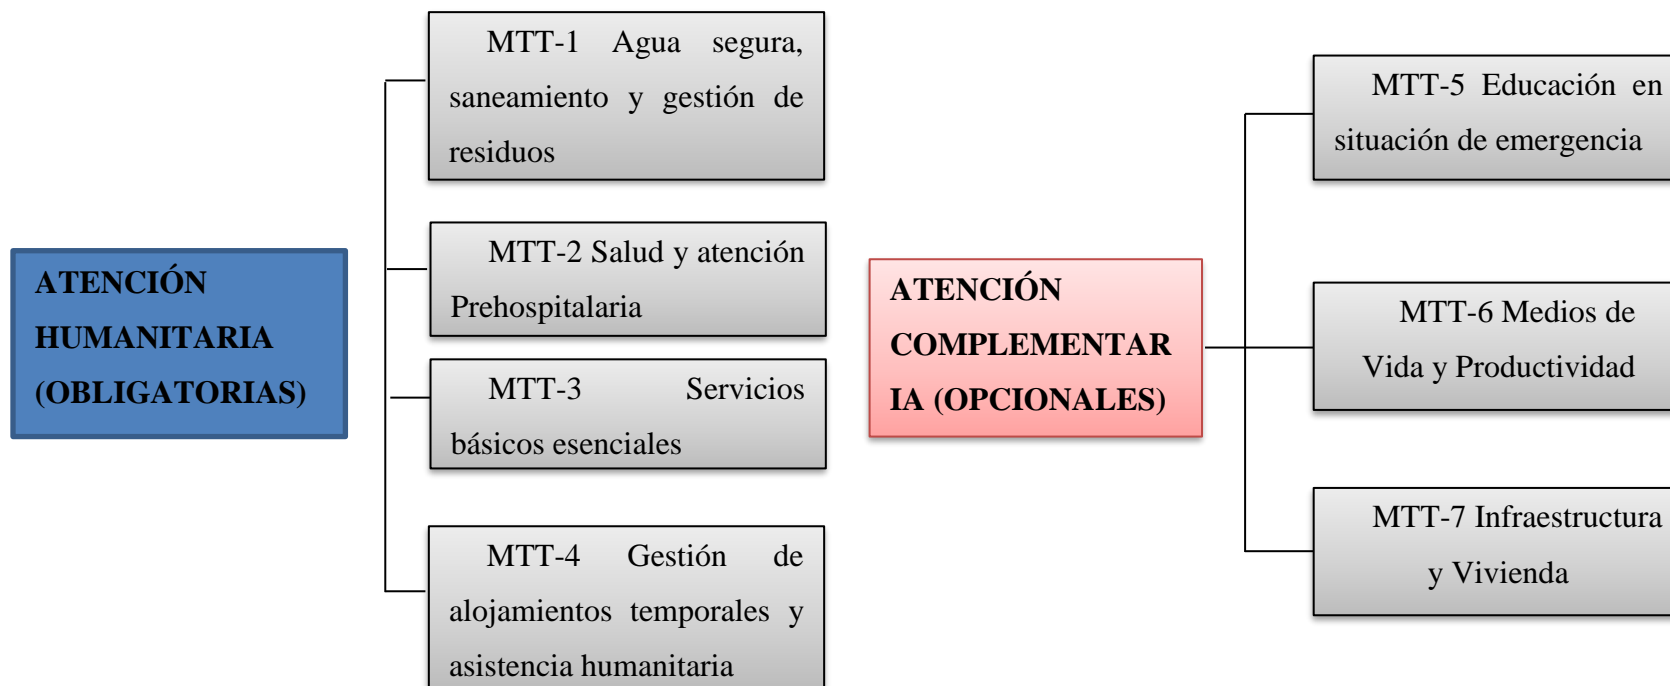 ATENCIÓN
HUMANITARIA
(OBLIGATORIAS)
MTT-1 Agua segura,
saneamiento y gestión de
residuos
MTT-2 Salud y atención
Prehospitalaria
MTT-3 Servicios
básicos esenciales
MTT-4 Gestión de
alojamientos temporales y
asistencia humanitaria
ATENCIÓN
COMPLEMENTAR
IA (OPCIONALES)
MTT-5 Educación en
situación de emergencia
MTT-6 Medios de
Vida y Productividad
MTT-7 Infraestructura
y Vivienda